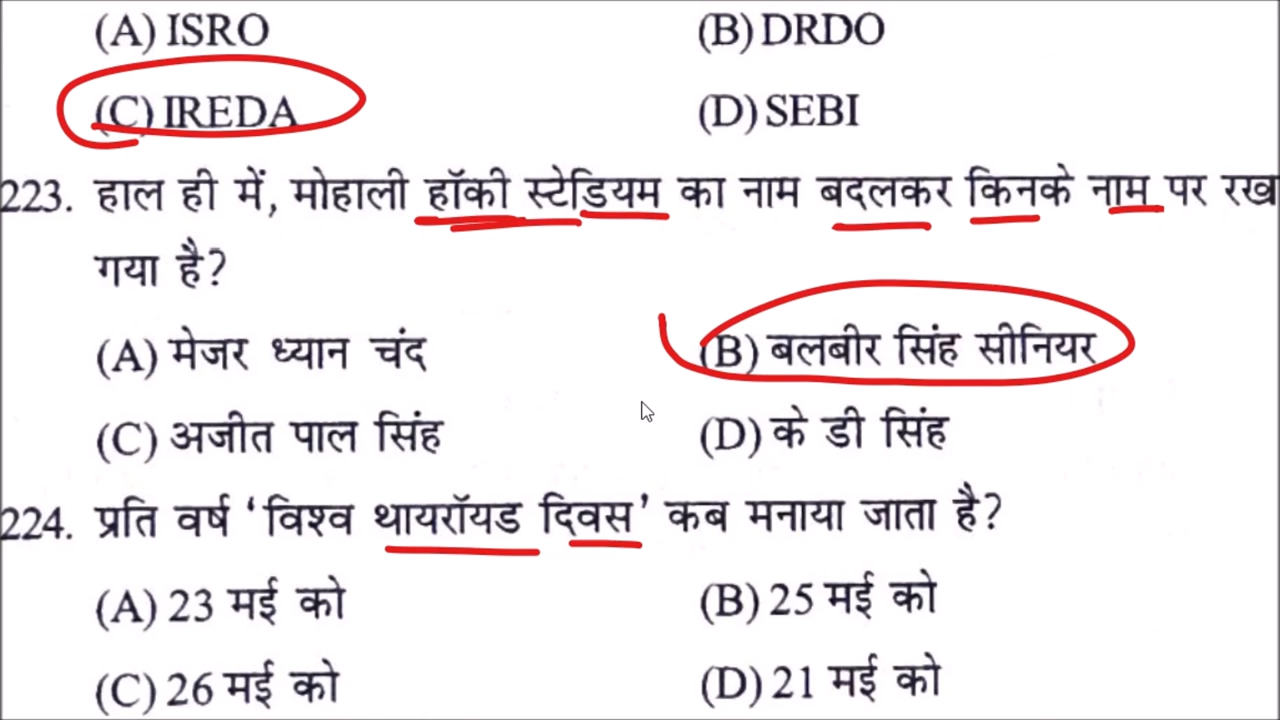 (A) ISRO (B) DRDO
(C) IREDA (D) SEBI
223. हाल ही में, मोहाली हॉकी स्टेडियम का नाम बदलकर किनके नाम पर रख
गया है?
(A) मेजर ध्यान चंद (B) बलबीर सिंह सीनियर
(C) अजीत पाल सिंह (D) के डी सिंह
224. प्रति वर्ष ‘विश्व थायरॉयड दिवस’ कब मनाया जाता है?
(A) 23 मई को (B) 25 मई को
(C) 26 मई को (D) 21 मई को